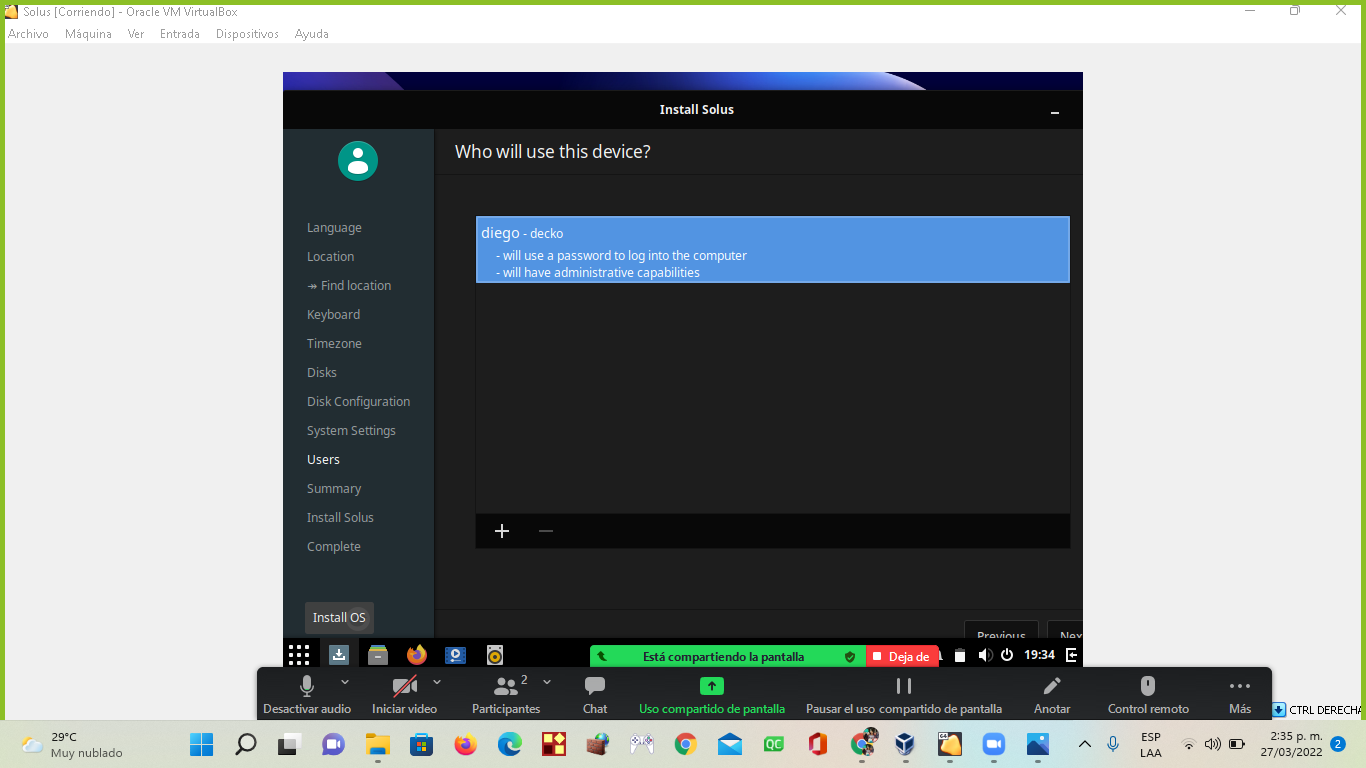 Solus [Corriendo] - Oracle VM VirtualBox
Archivo Máquina Ver Entrada Dispositivos Ayuda
Install Solus
Who will use this device?
Language
Location
↠ Find location
Keyboard
Timezone
Disks
Disk Configuration
System Settings
Users
Summary
Install Solus
Complete
Install OS
diego - decko
- will use a password to log into the computer
- will have administrative capabilities
Previous Nex
Está compartiendo la pantalla Deja de
19:34
Desactivar audio Iniciar video Participantes 2 Chat Uso compartido de pantalla Pausar el uso compartido de pantalla Anotar Control remoto Más
CTRL DERECHA
29°C
Muy nublado
QC
ESP
LAA
2:35 p. m.
27/03/2022
2